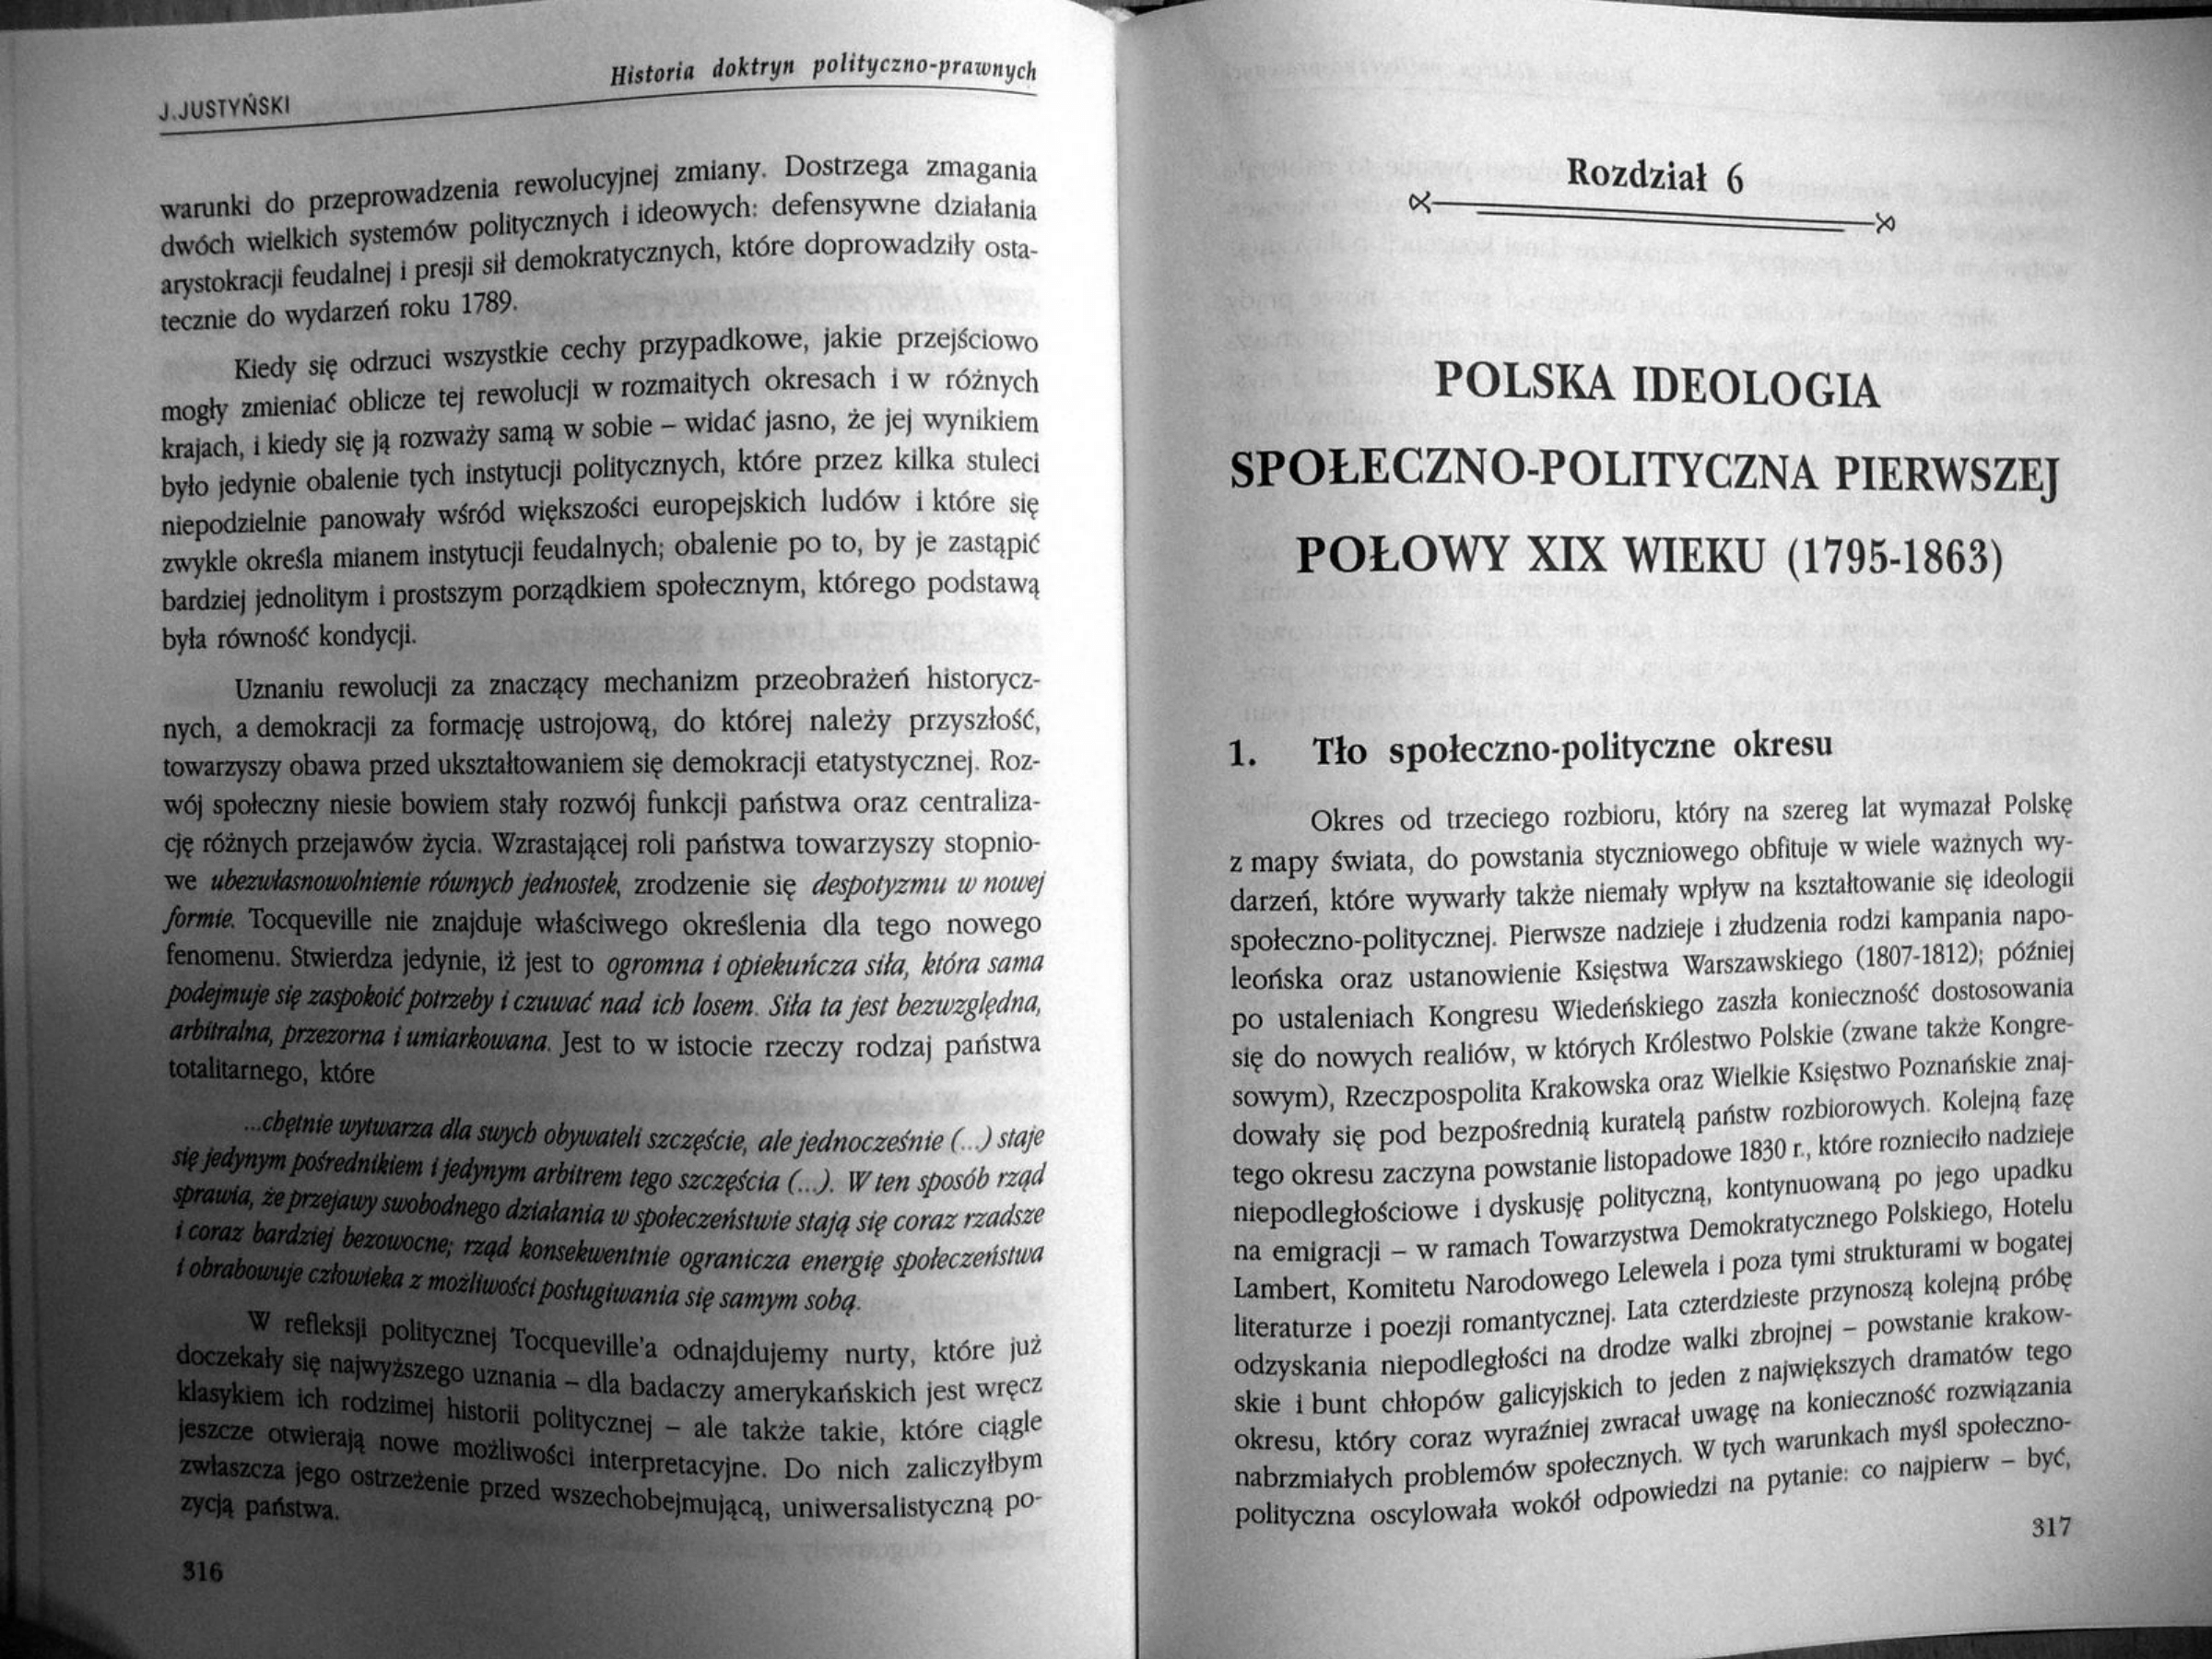 J.JUSTYŃSKI
Historia doktryn polityczno-prawnych
warunki do przeprowadzenia rewolucyjnej zmiany. Dostrzega zmagania
dwóch wielkich systemów politycznych i ideowych: defensywne działania
arystokracji feudalnej i presji sił demokratycznych, które doprowadziły osta-
tecznie do wydarzeń roku 1789.
Kiedy się odrzuci wszystkie cechy przypadkowe, jakie przejściowo
mogły zmieniać oblicze tej rewolucji w rozmaitych okresach i w różnych
krajach, i kiedy się ją rozważy samą w sobie – widać jasno, że jej wynikiem
było jedynie obalenie tych instytucji politycznych, które przez kilka stuleci
niepodzielnie panowały wśród większości europejskich ludów i które się
zwykle określa mianem instytucji feudalnych; obalenie po to, by je zastąpić
bardziej jednolitym i prostszym porządkiem społecznym, którego podstawą
była równość kondycji.
Uznaniu rewolucji za znaczący mechanizm przeobrażeń historycz-
nych, a demokracji za formację ustrojową, do której należy przyszłość,
towarzyszy obawa przed ukształtowaniem się demokracji etatystycznej. Roz-
wój społeczny niesie bowiem stały rozwój funkcji państwa oraz centraliza-
cję różnych przejawów życia. Wzrastającej roli państwa towarzyszy stopnio-
we ubezwłasnowolnienie równych jednostek, zrodzenie się despotyzmu w nowej
formie. Tocqueville nie znajduje właściwego określenia dla tego nowego
fenomenu. Stwierdza jedynie, iż jest to ogromna i opiekuńcza siła, która sama
podejmuje się zaspokoić potrzeby i czuwać nad ich losem. Siła ta jest bezwzględna,
arbitralna, przezorna i umiarkowana. Jest to w istocie rzeczy rodzaj państwa
totalitarnego, które
...chętnie wytwarza dla swych obywateli szczęście, ale jednocześnie (...) staje
się jedynym pośrednikiem i jedynym arbitrem tego szczęścia (...). W ten sposób rząd
sprawia, że przejawy swobodnego działania w społeczeństwie stają się coraz rzadsze
i coraz bardziej bezowocne; rząd konsekwentnie ogranicza energię społeczeństwa
i obrabowuje człowieka z możliwości posługiwania się samym sobą.
W refleksji politycznej Tocqueville'a odnajdujemy nurty, które już
doczekały się najwyższego uznania – dla badaczy amerykańskich jest wręcz
klasykiem ich rodzimej historii politycznej – ale także takie, które ciągle
jeszcze otwierają nowe możliwości interpretacyjne. Do nich zaliczyłbym
zwłaszcza jego ostrzeżenie przed wszechobejmującą, uniwersalistyczną po-
zycją państwa.
316
Rozdział 6
POLSKA IDEOLOGIA
SPOŁECZNO-POLITYCZNA PIERWSZEJ
POŁOWY XIX WIEKU (1795-1863)
1. Tło społeczno-polityczne okresu
Okres od trzeciego rozbioru, który na szereg lat wymazał Polskę
z mapy świata, do powstania styczniowego obfituje w wiele ważnych wy-
darzeń, które wywarły także niemały wpływ na kształtowanie się ideologii
społeczno-politycznej. Pierwsze nadzieje i złudzenia rodzi kampania napo-
leońska oraz ustanowienie Księstwa Warszawskiego (1807-1812); później
po ustaleniach Kongresu Wiedeńskiego zaszła konieczność dostosowania
się do nowych realiów, w których Królestwo Polskie (zwane także Kongre-
sowym), Rzeczpospolita Krakowska oraz Wielkie Księstwo Poznańskie znaj-
dowały się pod bezpośrednią kuratelą państw rozbiorowych. Kolejną fazę
tego okresu zaczyna powstanie listopadowe 1830 r., które roznieciło nadzieje
niepodległościowe i dyskusję polityczną, kontynuowaną po jego upadku
na emigracji – w ramach Towarzystwa Demokratycznego Polskiego, Hotelu
Lambert, Komitetu Narodowego Lelewela i poza tymi strukturami w bogatej
literaturze i poezji romantycznej. Lata czterdzieste przynoszą kolejną próbę
odzyskania niepodległości na drodze walki zbrojnej – powstanie krakow-
skie i bunt chłopów galicyjskich to jeden z największych dramatów tego
okresu, który coraz wyraźniej zwracał uwagę na konieczność rozwiązania
nabrzmiałych problemów społecznych. W tych warunkach myśl społeczno-
polityczna oscylowała wokół odpowiedzi na pytanie: co najpierw – być,
317